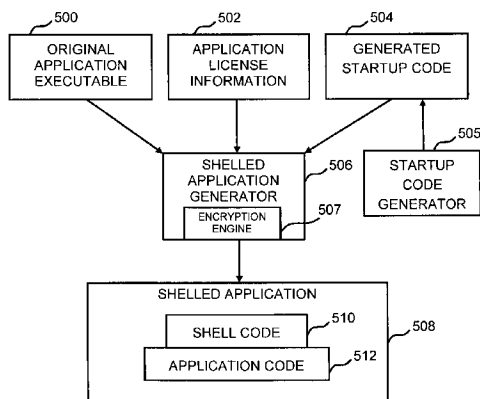 500
502
504
ORIGINAL
APPLICATION
EXECUTABLE
APPLICATION
LICENSE
INFORMATION
GENERATED
STARTUP CODE
505
STARTUP
CODE
GENERATOR
SHELLED
APPLICATION
GENERATOR
506
ENCRYPTION
ENGINE
507
SHELLED APPLICATION
508
SHELL CODE
510
APPLICATION CODE
512